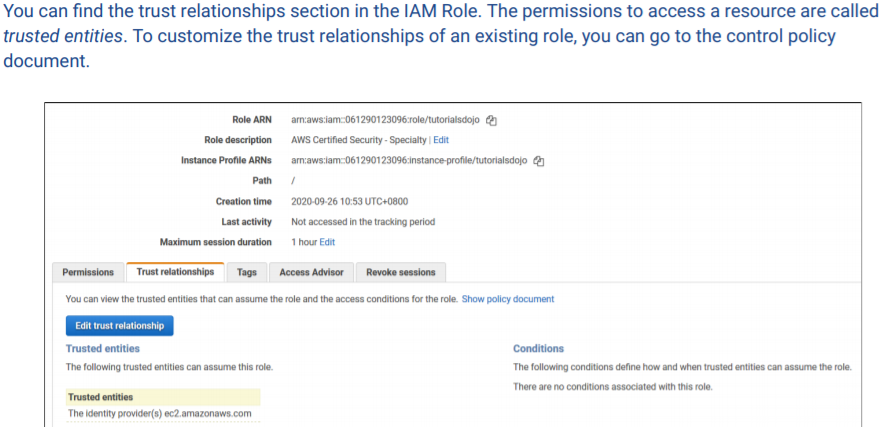 You can find the trust relationships section in the IAM Role. The permissions to access a resource are called
trusted entities. To customize the trust relationships of an existing role, you can go to the control policy
document.
Role ARN arn:aws:iam::061290123096:role/tutorialsdojo
Role description AWS Certified Security - Specialty | Edit
Instance Profile ARNs arn:aws:iam::061290123096:instance-profile/tutorialsdojo
Path /
Creation time 2020-09-26 10:53 UTC+0800
Last activity Not accessed in the tracking period
Maximum session duration 1 hour Edit
Permissions Trust relationships Tags Access Advisor Revoke sessions
You can view the trusted entities that can assume the role and the access conditions for the role. Show policy document
Edit trust relationship
Trusted entities
The following trusted entities can assume this role.
Trusted entities
The identity provider(s) ec2.amazonaws.com
Conditions
The following conditions define how and when trusted entities can assume the role.
There are no conditions associated with this role.